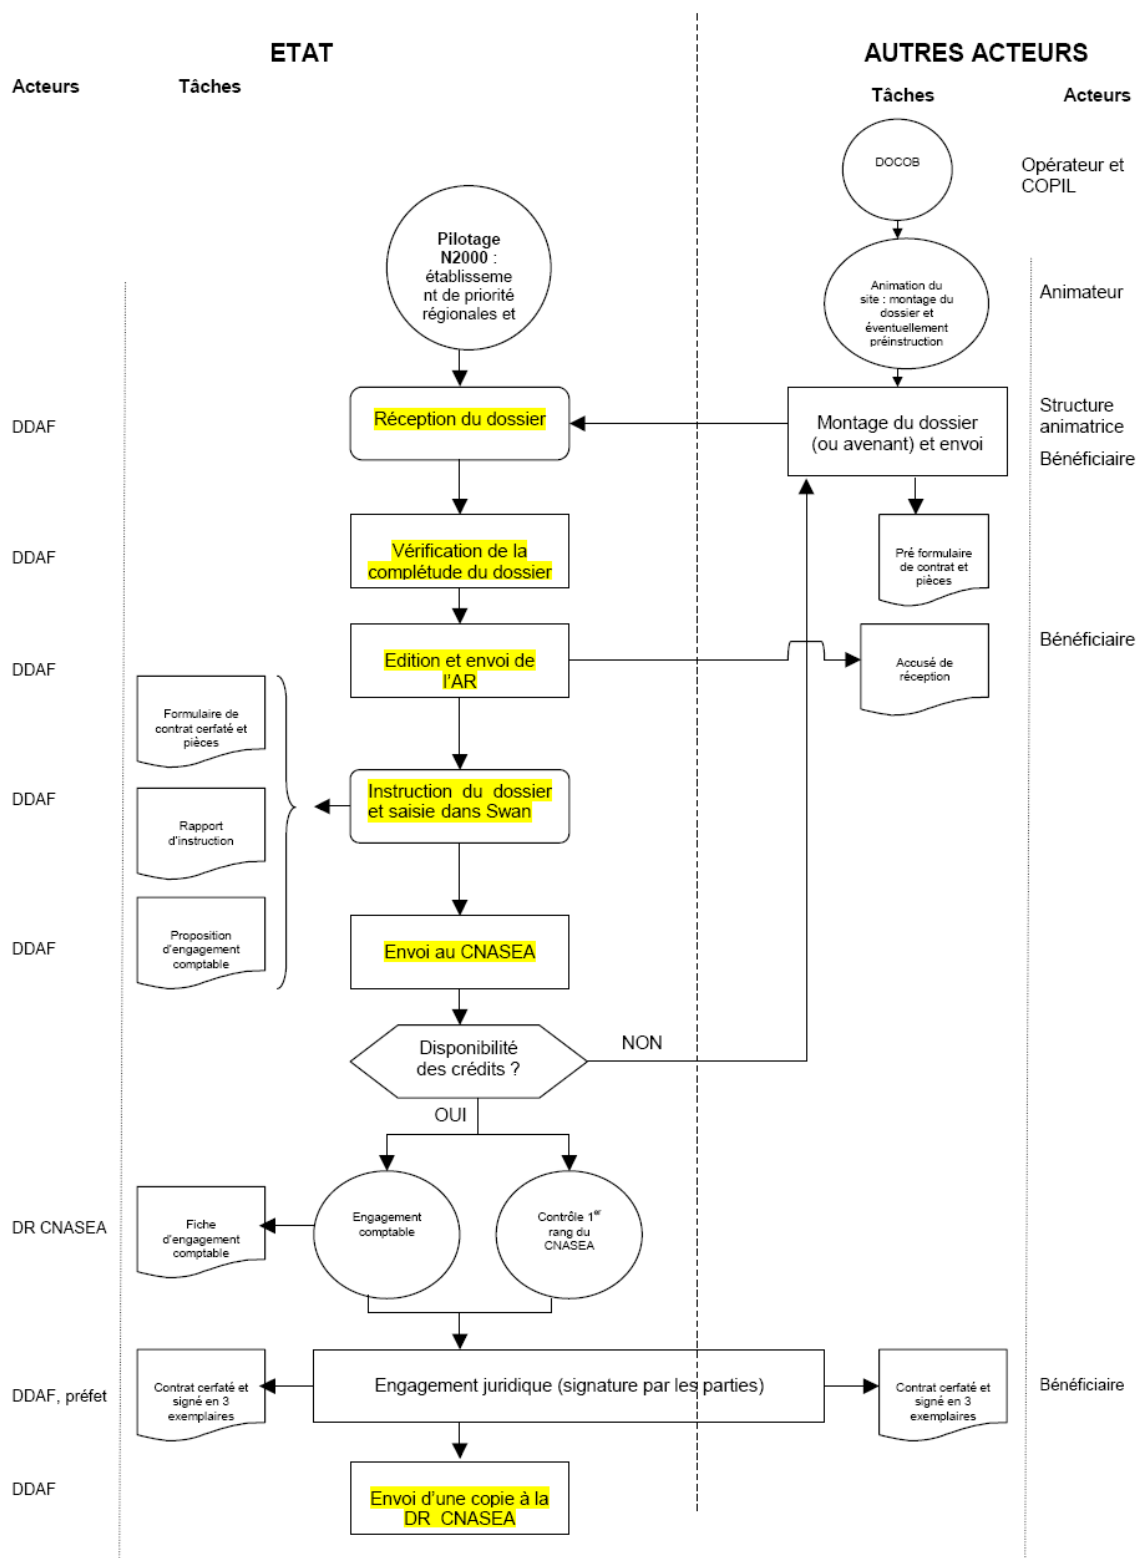 ETAT
AUTRES ACTEURS
Acteurs
Tâches
Tâches
Acteurs
DOCOB
Opérateur et
COPIL
Pilotage
N2000 :
établisseme
nt de priorité
régionales et
Animation du
site : montage du
dossier et
éventuellement
préinstruction
Animateur
DDAF
Réception du dossier
Montage du dossier
(ou avenant) et envoi
Structure
animatrice
Bénéficiaire
DDAF
Vérification de la
complétude du dossier
Pré formulaire
de contrat et
pièces
DDAF
Edition et envoi de
l'AR
Accusé de
réception
Bénéficiaire
Formulaire de
contrat cerfaté et
pièces
DDAF
Instruction du dossier
et saisie dans Swan
Rapport
d'instruction
DDAF
Proposition
d'engagement
comptable
Envoi au CNASEA
Disponibilité
des crédits ?
NON
OUI
DR CNASEA
Fiche
d'engagement
comptable
Engagement
comptable
Contrôle 1er
rang du
CNASEA
DDAF, préfet
Contrat cerfaté et
signé en 3
exemplaires
Engagement juridique (signature par les parties)
Contrat cerfaté et
signé en 3
exemplaires
Bénéficiaire
DDAF
Envoi d'une copie à la
DR CNASEA